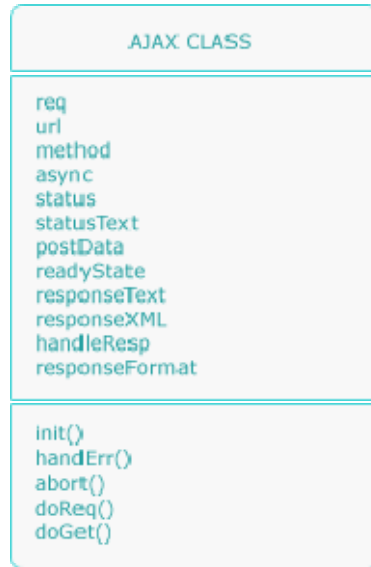 AJAX CLASS
req
url
method
async
status
statusText
postData
readyState
responseText
responseXML
handleResp
responseFormat
init()
handErr()
abort()
doReq()
doGet()